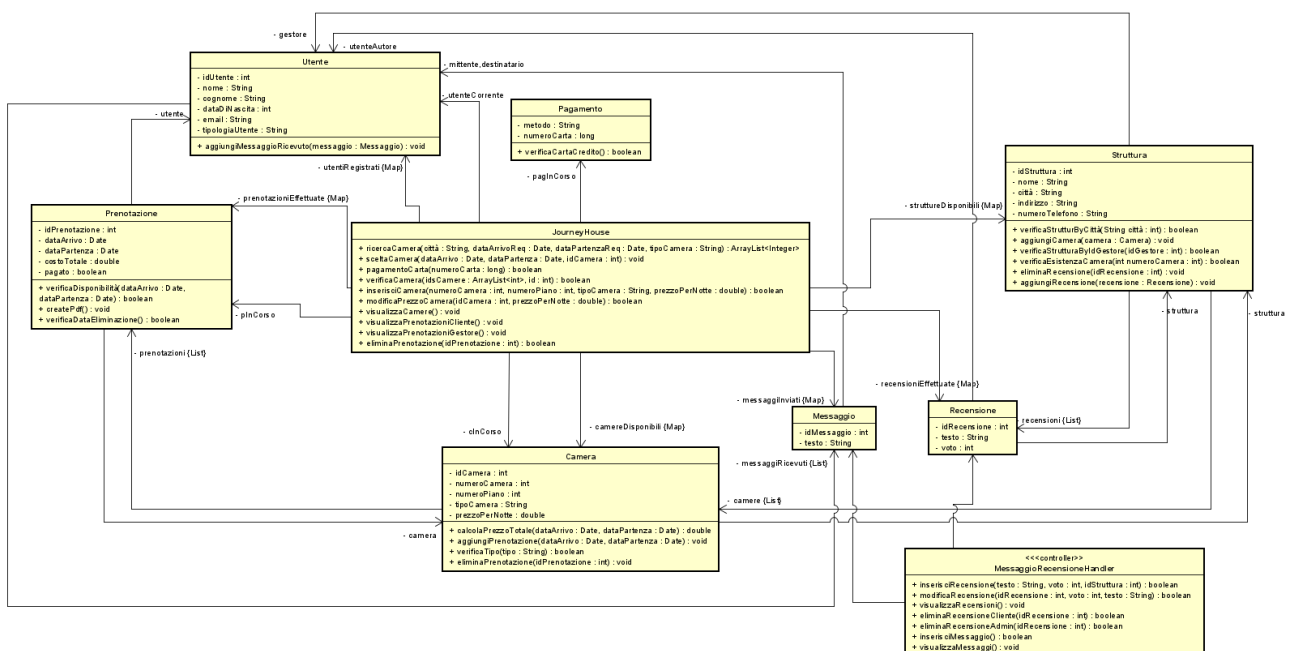 - gestore
- utenteAutore
Utente
- idUtente : int
- nome : String
- cognome : String
- dataDiNascita : int
- email : String
- tipologiaUtente : String
+ aggiungiMessaggioRicevuto(messaggio : Messaggio) : void
- mittente,destinatario
- utenteCorrente
- utente
- utentiRegistrati {Map}
Pagamento
- metodo : String
- numeroCarta : long
+ verificaCartaCredito() : boolean
- pagInCorso
Struttura
- idStruttura : int
- nome : String
- città : String
- indirizzo : String
- numeroTelefono : String
+ verificaStrutturByCittà(String città : int) : boolean
+ aggiungiCamera(camera : Camera) : void
+ verificaStrutturaByIdGestore(idGestore : int) : boolean
+ verificaEsistenzaCamera(int numeroCamera : int) : boolean
+ eliminaRecensione(idRecensione : int) : void
+ aggiungiRecensione(recensione : Recensione) : void
- struttureDisponibili {Map}
- prenotazioniEffettuate {Map}
Prenotazione
- idPrenotazione : int
- dataArrivo : Date
- dataPartenza : Date
- costoTotale : double
- pagato : boolean
+ verificaDisponibilità(dataArrivo : Date,
dataPartenza : Date) : boolean
+ createPdf() : void
+ verificaDataEliminazione() : boolean
- pInCorso
- prenotazioni {List}
JourneyHouse
+ ricercaCamera(città : String, dataArrivoReq : Date, dataPartenzaReq : Date, tipoCamera : String) : ArrayList<Integer>
+ sceltaCamera(dataArrivo : Date, dataPartenza : Date, idCamera : int) : void
+ pagamentoCarta(numeroCarta : long) : boolean
+ verificaCamera(idsCamere : ArrayList<int>, id : int) : boolean
+ inserisciCamera(numeroCamera : int, numeroPiano : int, tipoCamera : String, prezzoPerNotte : double) : boolean
+ modificaPrezzoCamera(idCamera : int, prezzoPerNotte : double) : boolean
+ visualizzaCamere() : void
+ visualizzaPrenotazioniCliente() : void
+ visualizzaPrenotazioniGestore() : void
+ eliminaPrenotazione(idPrenotazione : int) : boolean
- struttura
- struttura
- recensioniEffettuate {Map}
- messaggiInviati {Map}
Messaggio
- idMessaggio : int
- testo : String
Recensione
- idRecensione : int
- testo : String
- voto : int
- recensioni {List}
- cInCorso
- camereDisponibili {Map}
- messaggiRicevuti {List}
Camera
- idCamera : int
- numeroCamera : int
- numeroPiano : int
- tipoCamera : String
- prezzoPerNotte : double
+ calcolaPrezzoTotale(dataArrivo : Date, dataPartenza : Date) : double
+ aggiungiPrenotazione(dataArrivo : Date, dataPartenza : Date) : void
+ verificaTipo(tipo : String) : boolean
+ eliminaPrenotazione(idPrenotazione : int) : void
- camere {List}
- camera
<<<controller>>>
MessaggioRecensioneHandler
+ inserisciRecensione(testo : String, voto : int, idStruttura : int) : boolean
+ modificaRecensione(idRecensione : int, voto : int, testo : String) : boolean
+ visualizzaRecensioni() : void
+ eliminaRecensioneCliente(idRecensione : int) : boolean
+ eliminaRecensioneAdmin(idRecensione : int) : boolean
+ inserisciMessaggio() : boolean
+ visualizzaMessaggi() : void